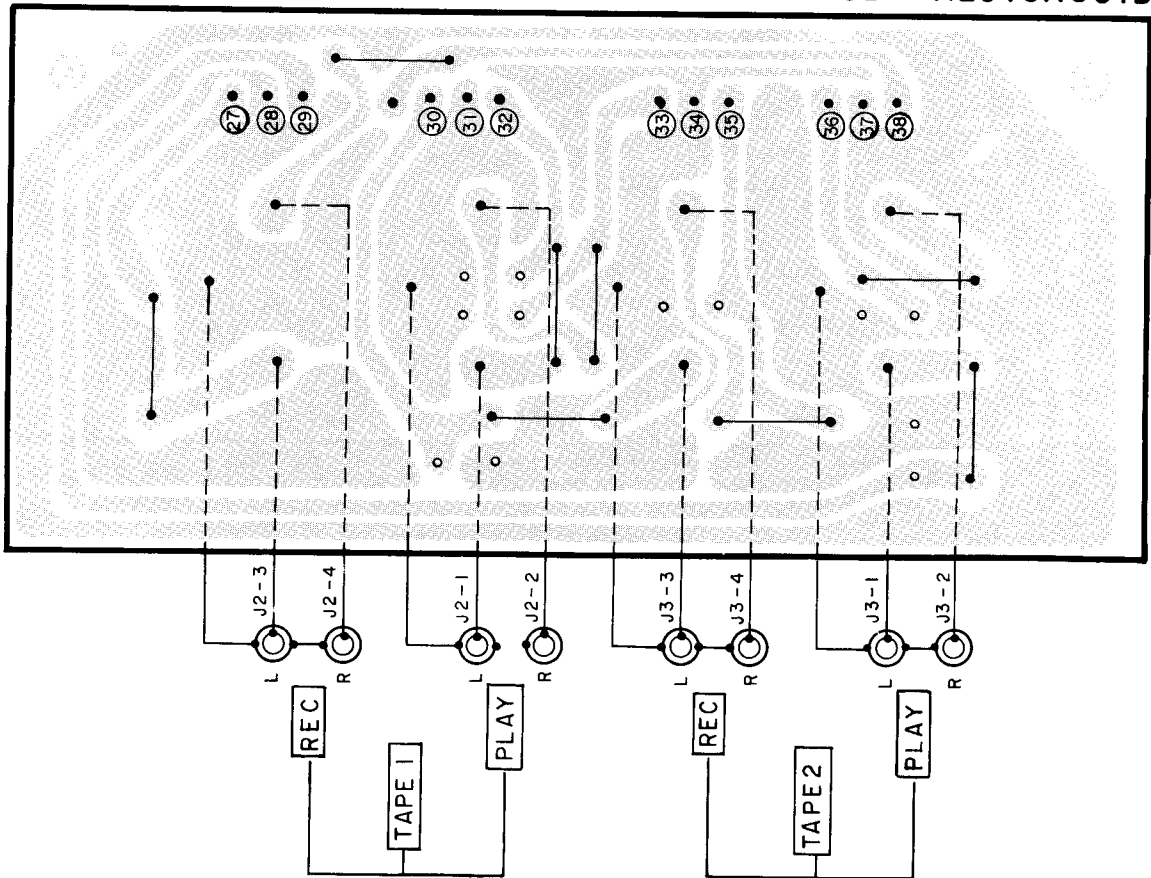 27 28 29 30 31 32 33 34 35 36 37 38
J2-3 J2-4 J2-1 J2-2 J3-3 J3-4 J3-1 J3-2
L R L R L R L R
REC PLAY REC PLAY
TAPE 1 TAPE 2